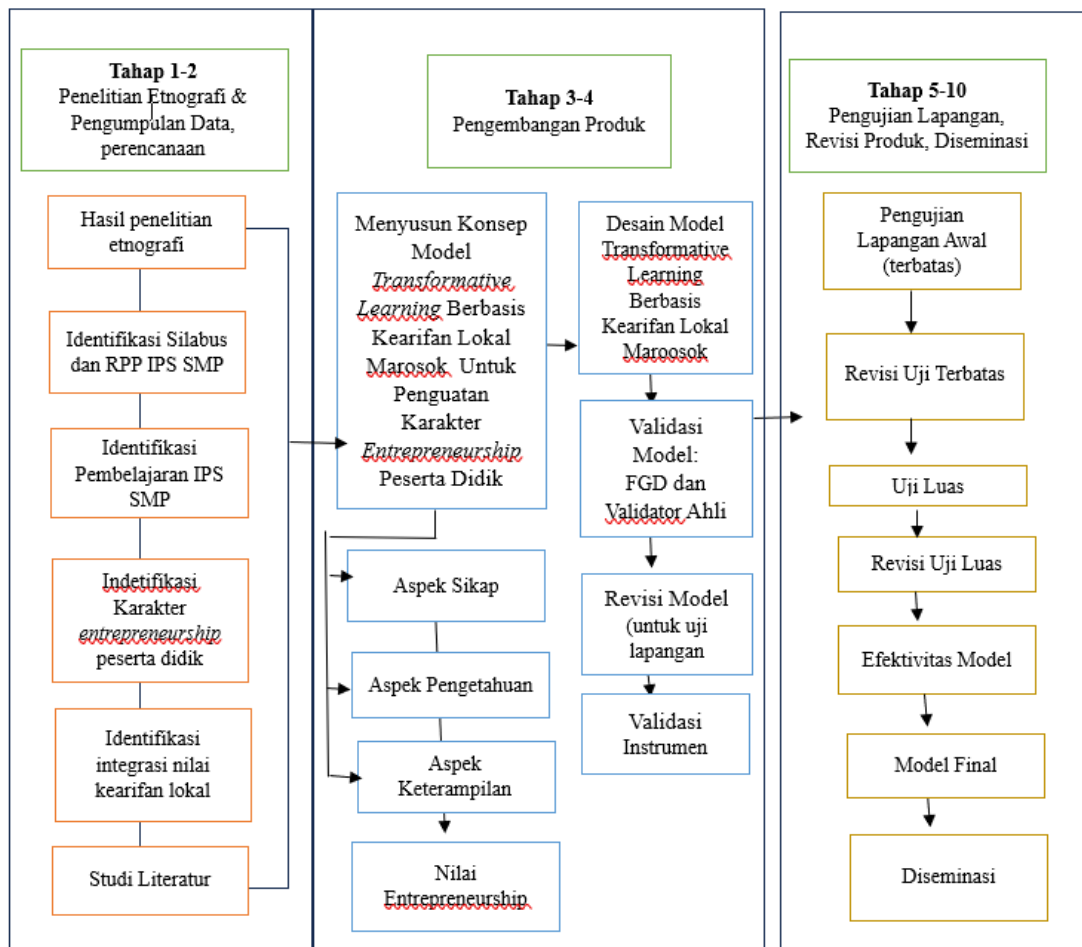 Tahap 1-2
Penelitian Etnografi &
Pengumpulan Data,
perencanaan
Hasil penelitian
etnografi
Identifikasi Silabus
dan RPP IPS SMP
Identifikasi
Pembelajaran IPS
SMP
Indetifikasi
Karakter
entrepreneurship
peserta didik
Identifikasi
integrasi nilai
kearifan lokal
Studi Literatur
Tahap 3-4
Pengembangan Produk
Menyusun Konsep
Model
Transformative
Learning Berbasis
Kearifan Lokal
Marosok Untuk
Penguatan
Karakter
Entrepreneurship
Peserta Didik
Aspek Sikap
Aspek Pengetahuan
Aspek
Keterampilan
Nilai
Entrepreneurship
Desain Model
Transformative
Learning
Berbasis
Kearifan Lokal
Maroosok
Validasi
Model:
FGD dan
Validator Ahli
Revisi Model
(untuk uji
lapangan
Validasi
Instrumen
Tahap 5-10
Pengujian Lapangan,
Revisi Produk, Diseminasi
Pengujian
Lapangan Awal
(terbatas)
Revisi Uji Terbatas
Uji Luas
Revisi Uji Luas
Efektivitas Model
Model Final
Diseminasi